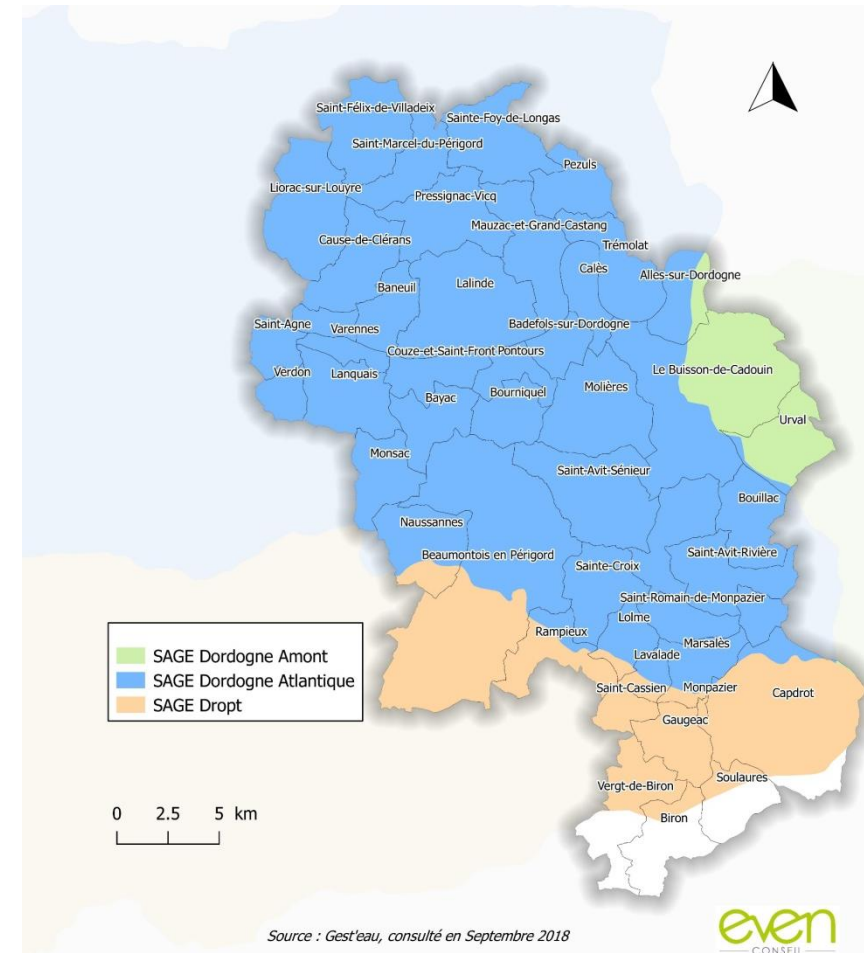 Saint-Félix-de-Villadeix
Sainte-Foy-de-Longas
Saint-Marcel-du-Périgord
Pezuls
Liorac-sur-Louyre
Pressignac-Vicq
Mauzac-et-Grand-Castang
Cause-de-Clérans
Trémolat
Calès
Alles-sur-Dordogne
Baneuil
Lalinde
Saint-Agne
Varennes
Badefols-sur-Dordogne
Couze-et-Saint-Front
Pontours
Verdon
Lanquais
Le Buisson-de-Cadouin
Molières
Bayac
Bourniquel
Urval
Monsac
Saint-Avit-Sénieur
Bouillac
Naussannes
Beaumontois en Périgord
Saint-Avit-Rivière
Sainte-Croix
Saint-Romain-de-Monpazier
Lolme
Rampieux
Marsalès
Lavalade
Saint-Cassien
Monpazier
Capdrot
Gaugeac
Soulaures
Vergt-de-Biron
Biron
SAGE Dordogne Amont
SAGE Dordogne Atlantique
SAGE Dropt
0 2.5 5 km
Source : Gest'eau, consulté en Septembre 2018
even
CONSEIL